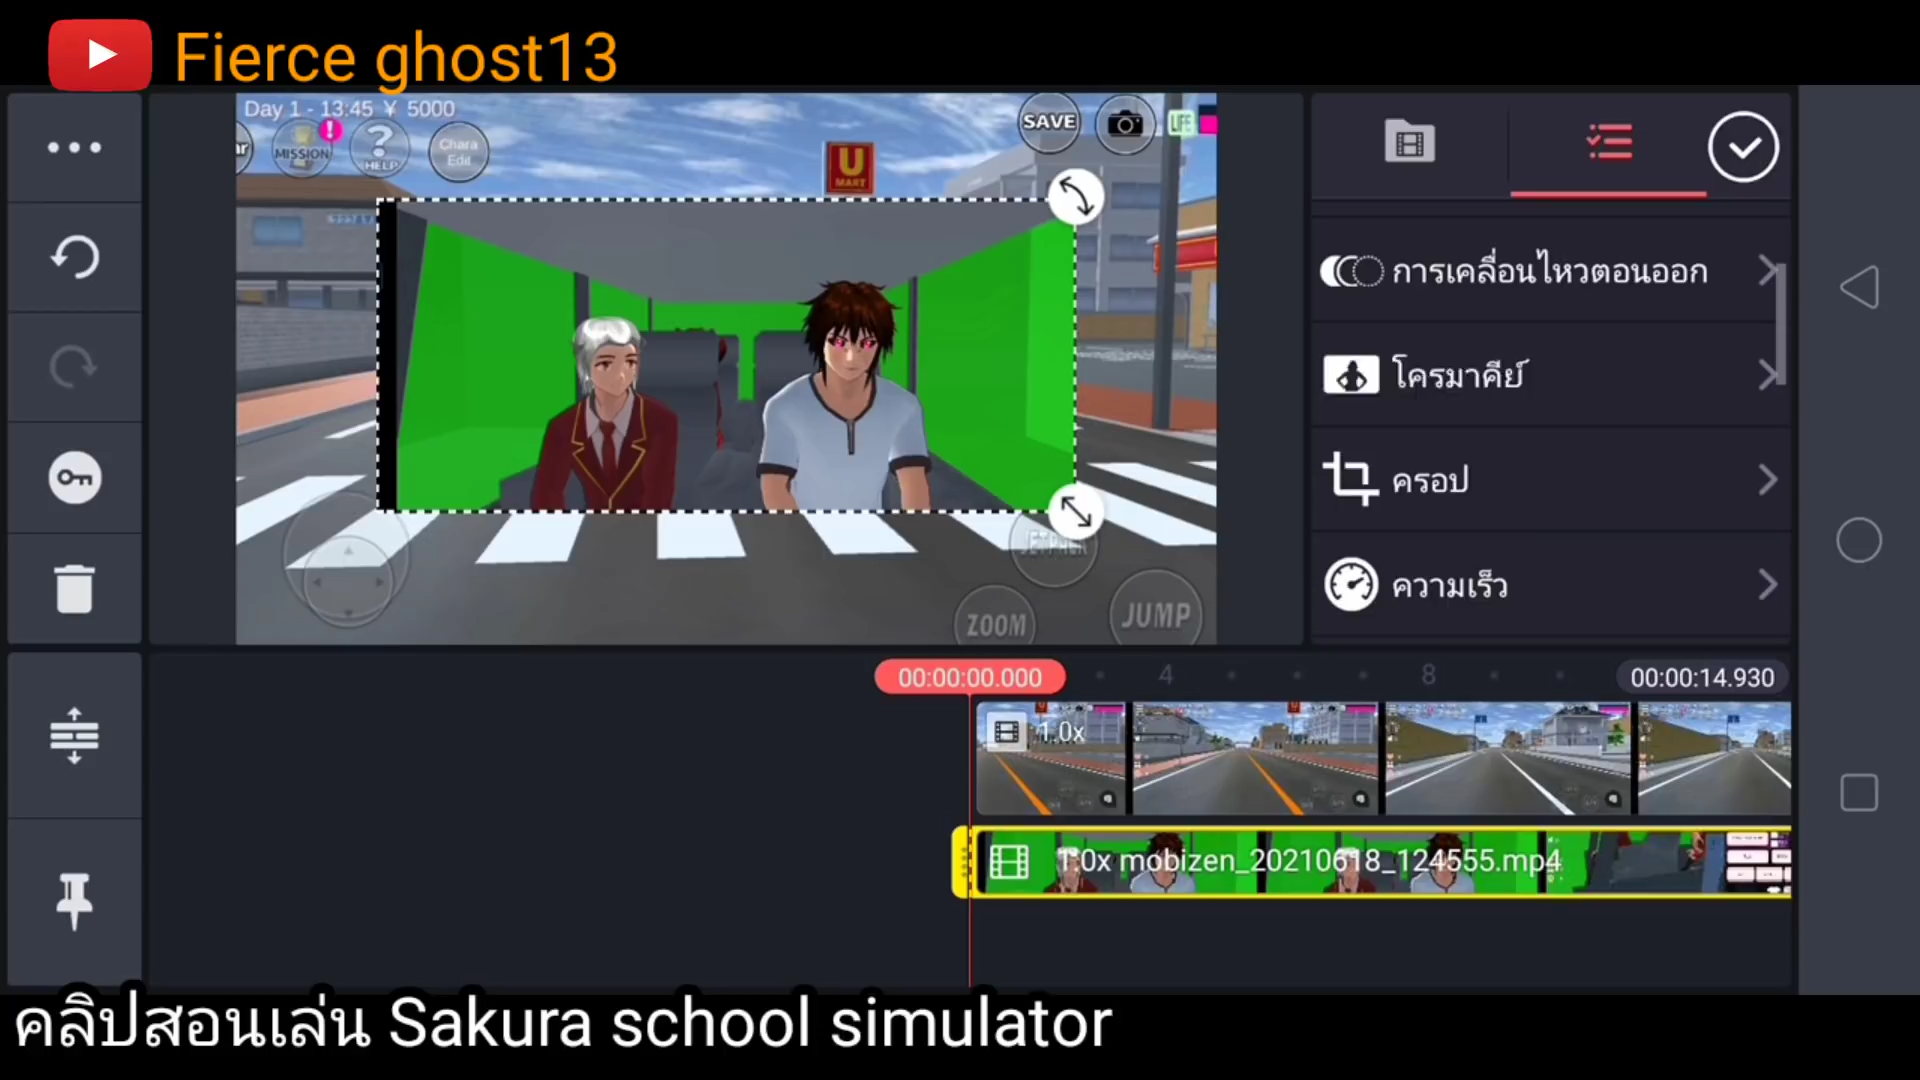 Fierce ghost13
Day 1 - 13:45 ¥ 5000
MISSION
HELP
Chara
Edit
SAVE
LIFE
U
MART
ZOOM
JUMP
การเคลื่อนไหวตอนออก
โครมาคีย์
ครอป
ความเร็ว
00:00:00.000
4
8
00:00:14.930
1.0x
1.0x mobizen_20210618_124555.mp4
คลิปสอนเล่น Sakura school simulator